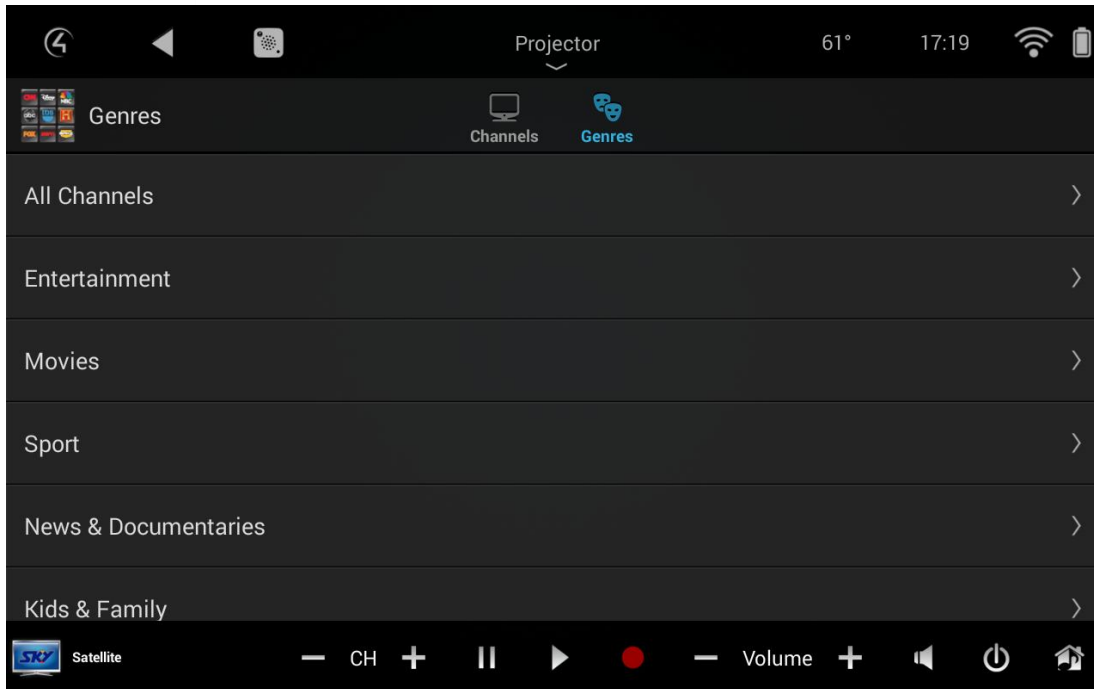 Projector
61°
17:19
Genres
Channels
Genres
All Channels
Entertainment
Movies
Sport
News & Documentaries
Kids & Family
SKY
Satellite
CH
Volume